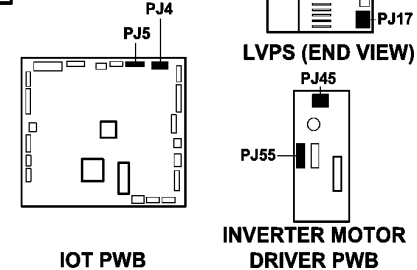 PJ4
PJ5
PJ17
LVPS (END VIEW)
PJ45
PJ55
IOT PWB
INVERTER MOTOR
DRIVER PWB